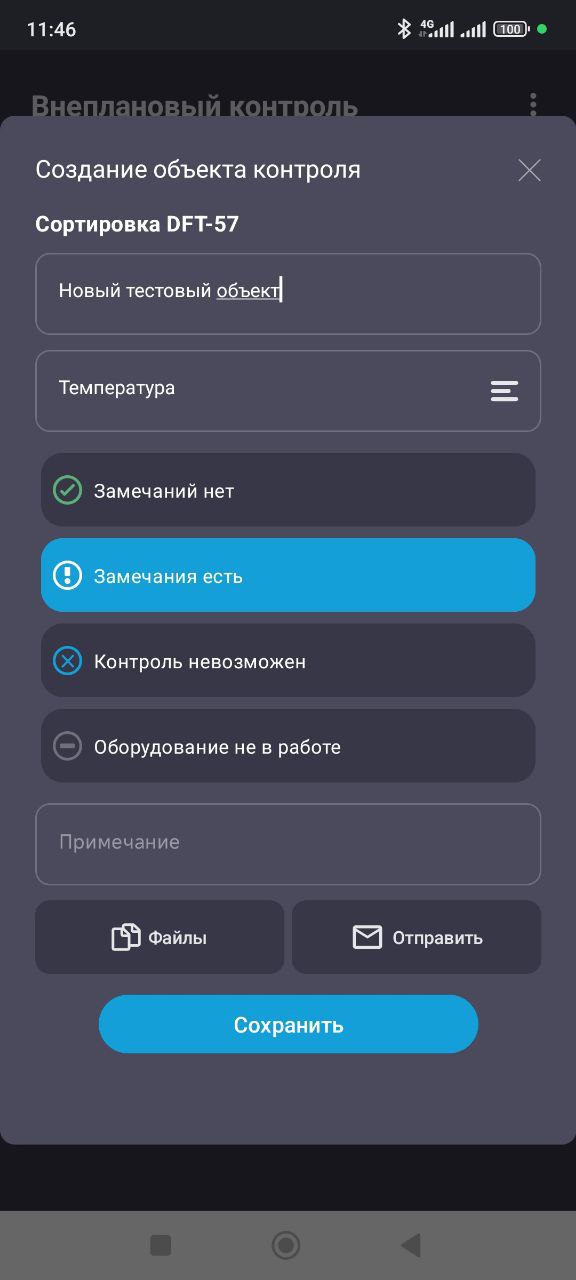 11:46
4G
100
Внеплановый контроль
Создание объекта контроля
Сортировка DFT-57
Новый тестовый объект
Температура
Замечаний нет
Замечания есть
Контроль невозможен
Оборудование не в работе
Примечание
Файлы
Отправить
Сохранить